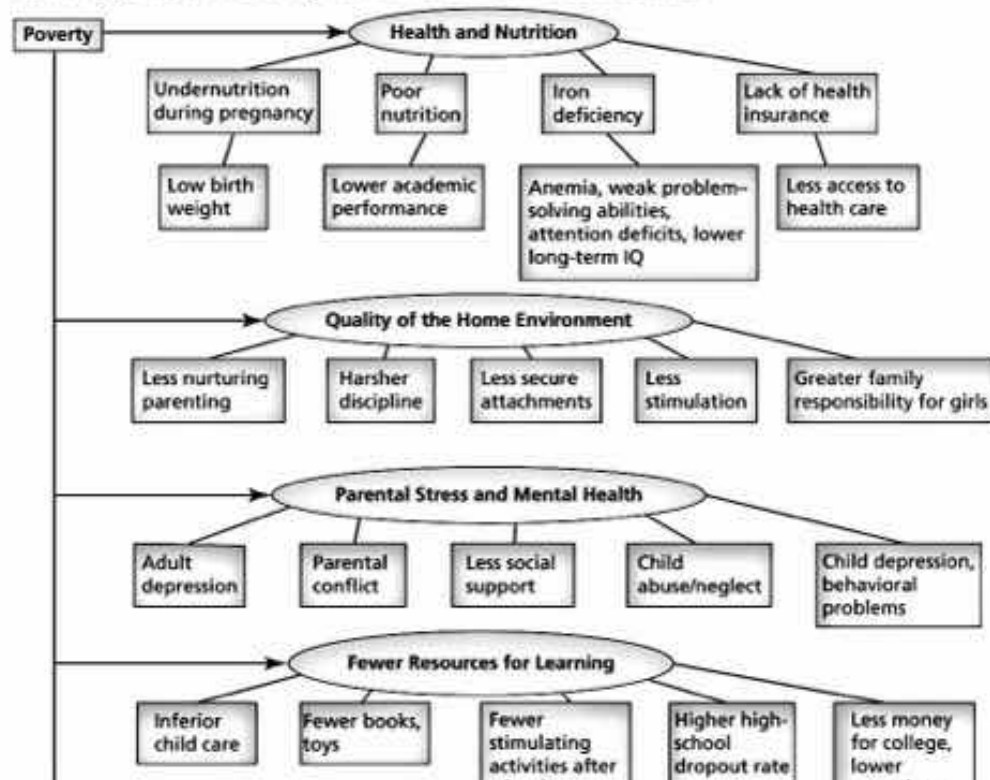 Poverty
Health and Nutrition
Undernutrition
during pregnancy
Poor
nutrition
Iron
deficiency
Lack of health
insurance
Low birth
weight
Lower academic
performance
Anemia, weak problem–
solving abilities,
attention deficits, lower
long-term IQ
Less access to
health care
Quality of the Home Environment
Less nurturing
parenting
Harsher
discipline
Less secure
attachments
Less
stimulation
Greater family
responsibility for girls
Parental Stress and Mental Health
Adult
depression
Parental
conflict
Less social
support
Child
abuse/neglect
Child depression,
behavioral
problems
Fewer Resources for Learning
Inferior
child care
Fewer books,
toys
Fewer
stimulating
activities after
Higher high-
school
dropout rate
Less money
for college,
lower